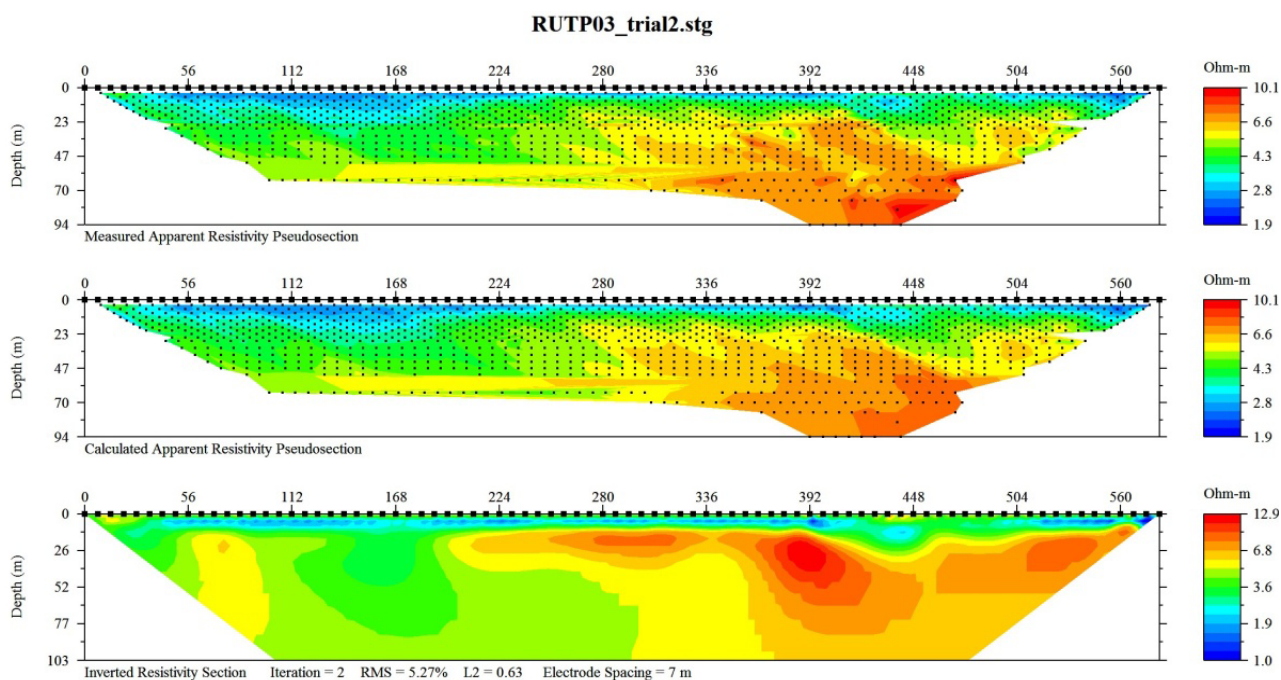 RUTP03_trial2.stg
0 56 112 168 224 280 336 392 448 504 560
Ohm-m
Depth (m)
0
23
47
70
94
10.1
6.6
4.3
2.8
1.9
Measured Apparent Resistivity Pseudosection
0 56 112 168 224 280 336 392 448 504 560
Ohm-m
Depth (m)
0
23
47
70
94
10.1
6.6
4.3
2.8
1.9
Calculated Apparent Resistivity Pseudosection
0 56 112 168 224 280 336 392 448 504 560
Ohm-m
Depth (m)
0
26
52
77
103
12.9
6.8
3.6
1.9
1.0
Inverted Resistivity Section Iteration = 2 RMS = 5.27% L2 = 0.63 Electrode Spacing = 7 m